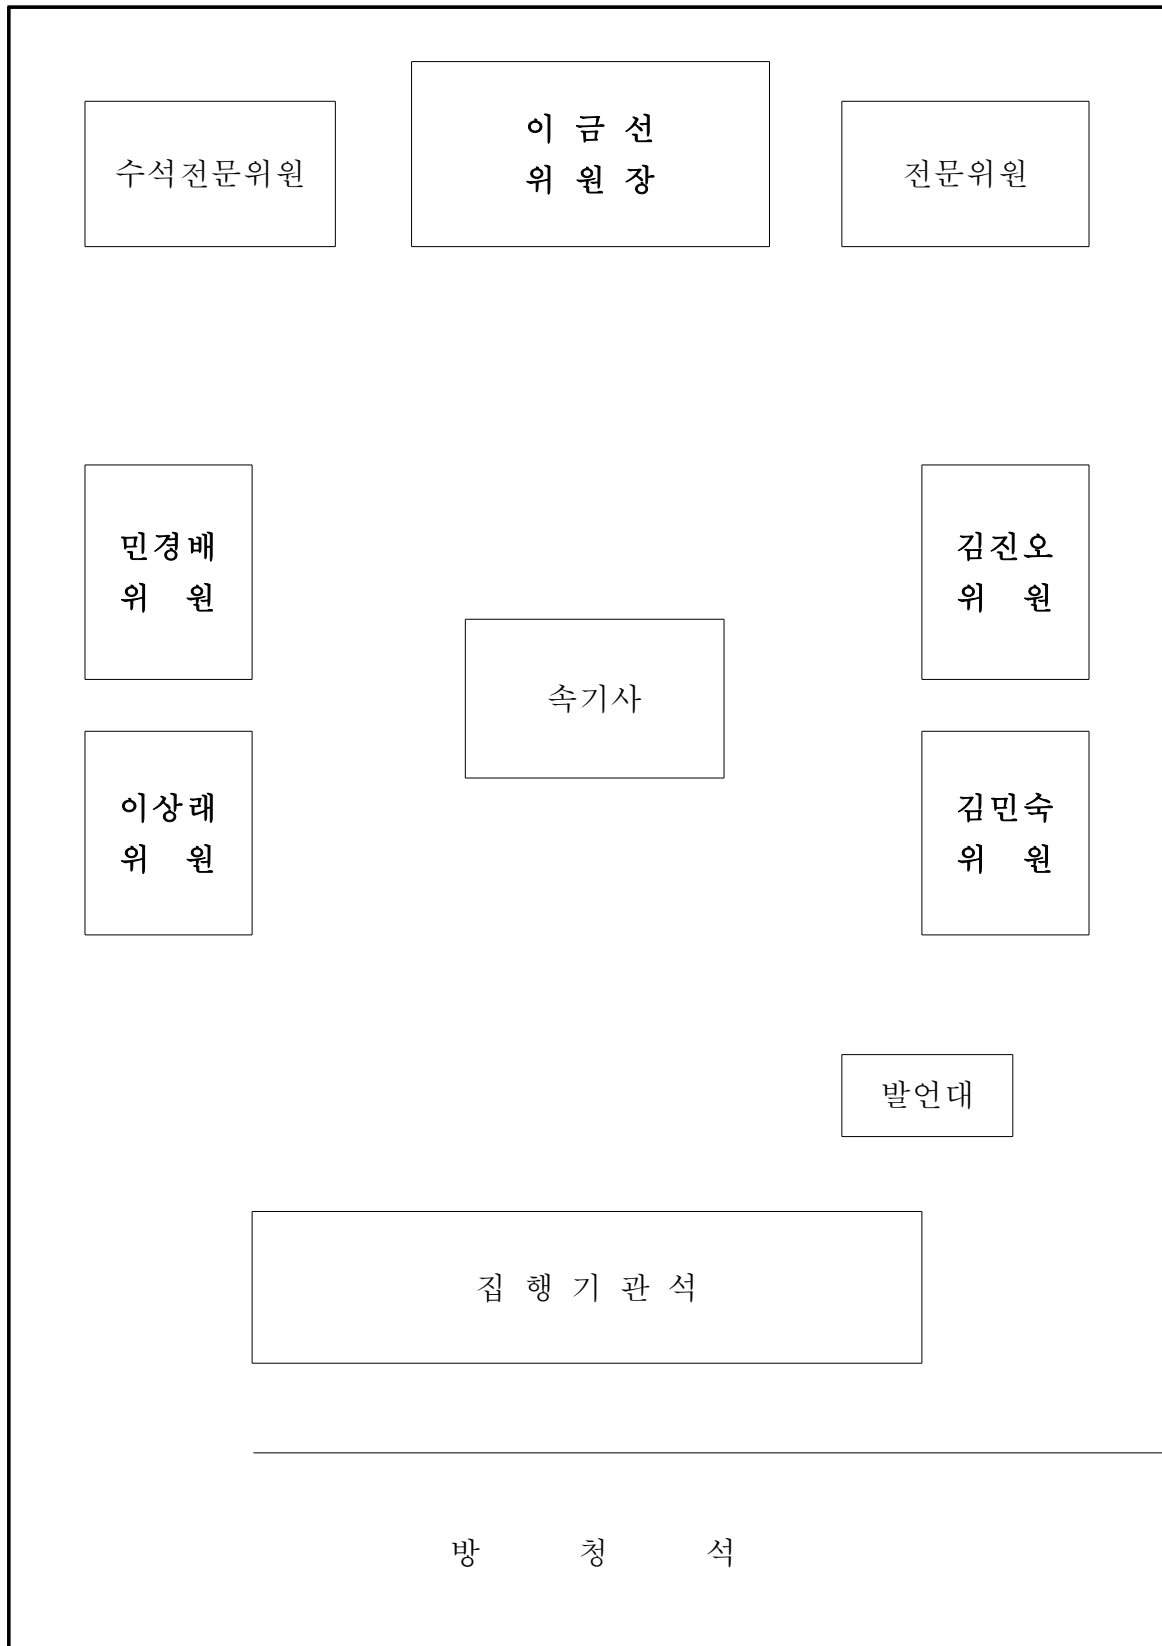 수석전문위원
이 금 선
위 원 장
전문위원
민경배
위 원
김진오
위 원
속기사
이상래
위 원
김민숙
위 원
발언대
집 행 기 관 석
방 청 석